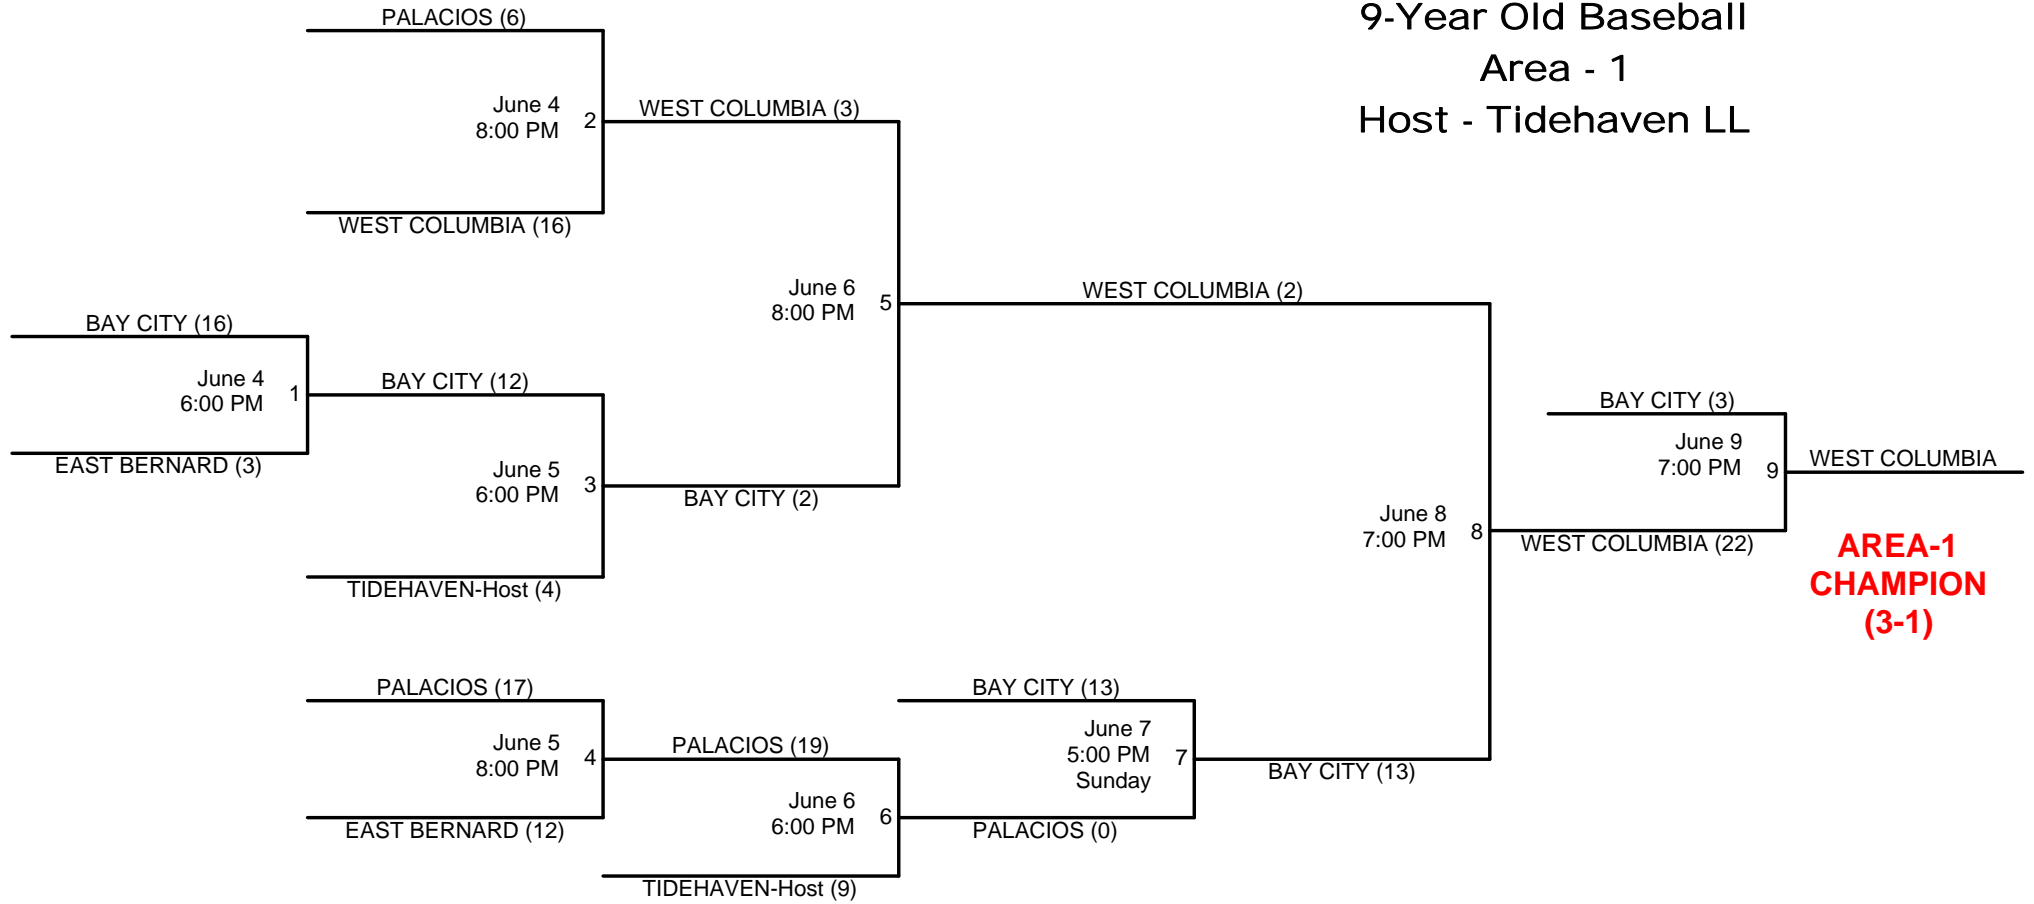 9-Year Old Baseball
Area - 1
Host - Tidehaven LL
PALACIOS (6)
June 4
8:00 PM
2
WEST COLUMBIA (16)
WEST COLUMBIA (3)
June 6
8:00 PM
5
BAY CITY (16)
June 4
6:00 PM
1
EAST BERNARD (3)
BAY CITY (12)
June 5
6:00 PM
3
TIDEHAVEN-Host (4)
BAY CITY (2)
WEST COLUMBIA (2)
June 8
7:00 PM
8
BAY CITY (3)
June 9
7:00 PM
9
WEST COLUMBIA (22)
WEST COLUMBIA
AREA-1
CHAMPION
(3-1)
PALACIOS (17)
June 5
8:00 PM
4
EAST BERNARD (12)
PALACIOS (19)
June 6
6:00 PM
6
TIDEHAVEN-Host (9)
BAY CITY (13)
June 7
5:00 PM
Sunday
7
PALACIOS (0)
BAY CITY (13)